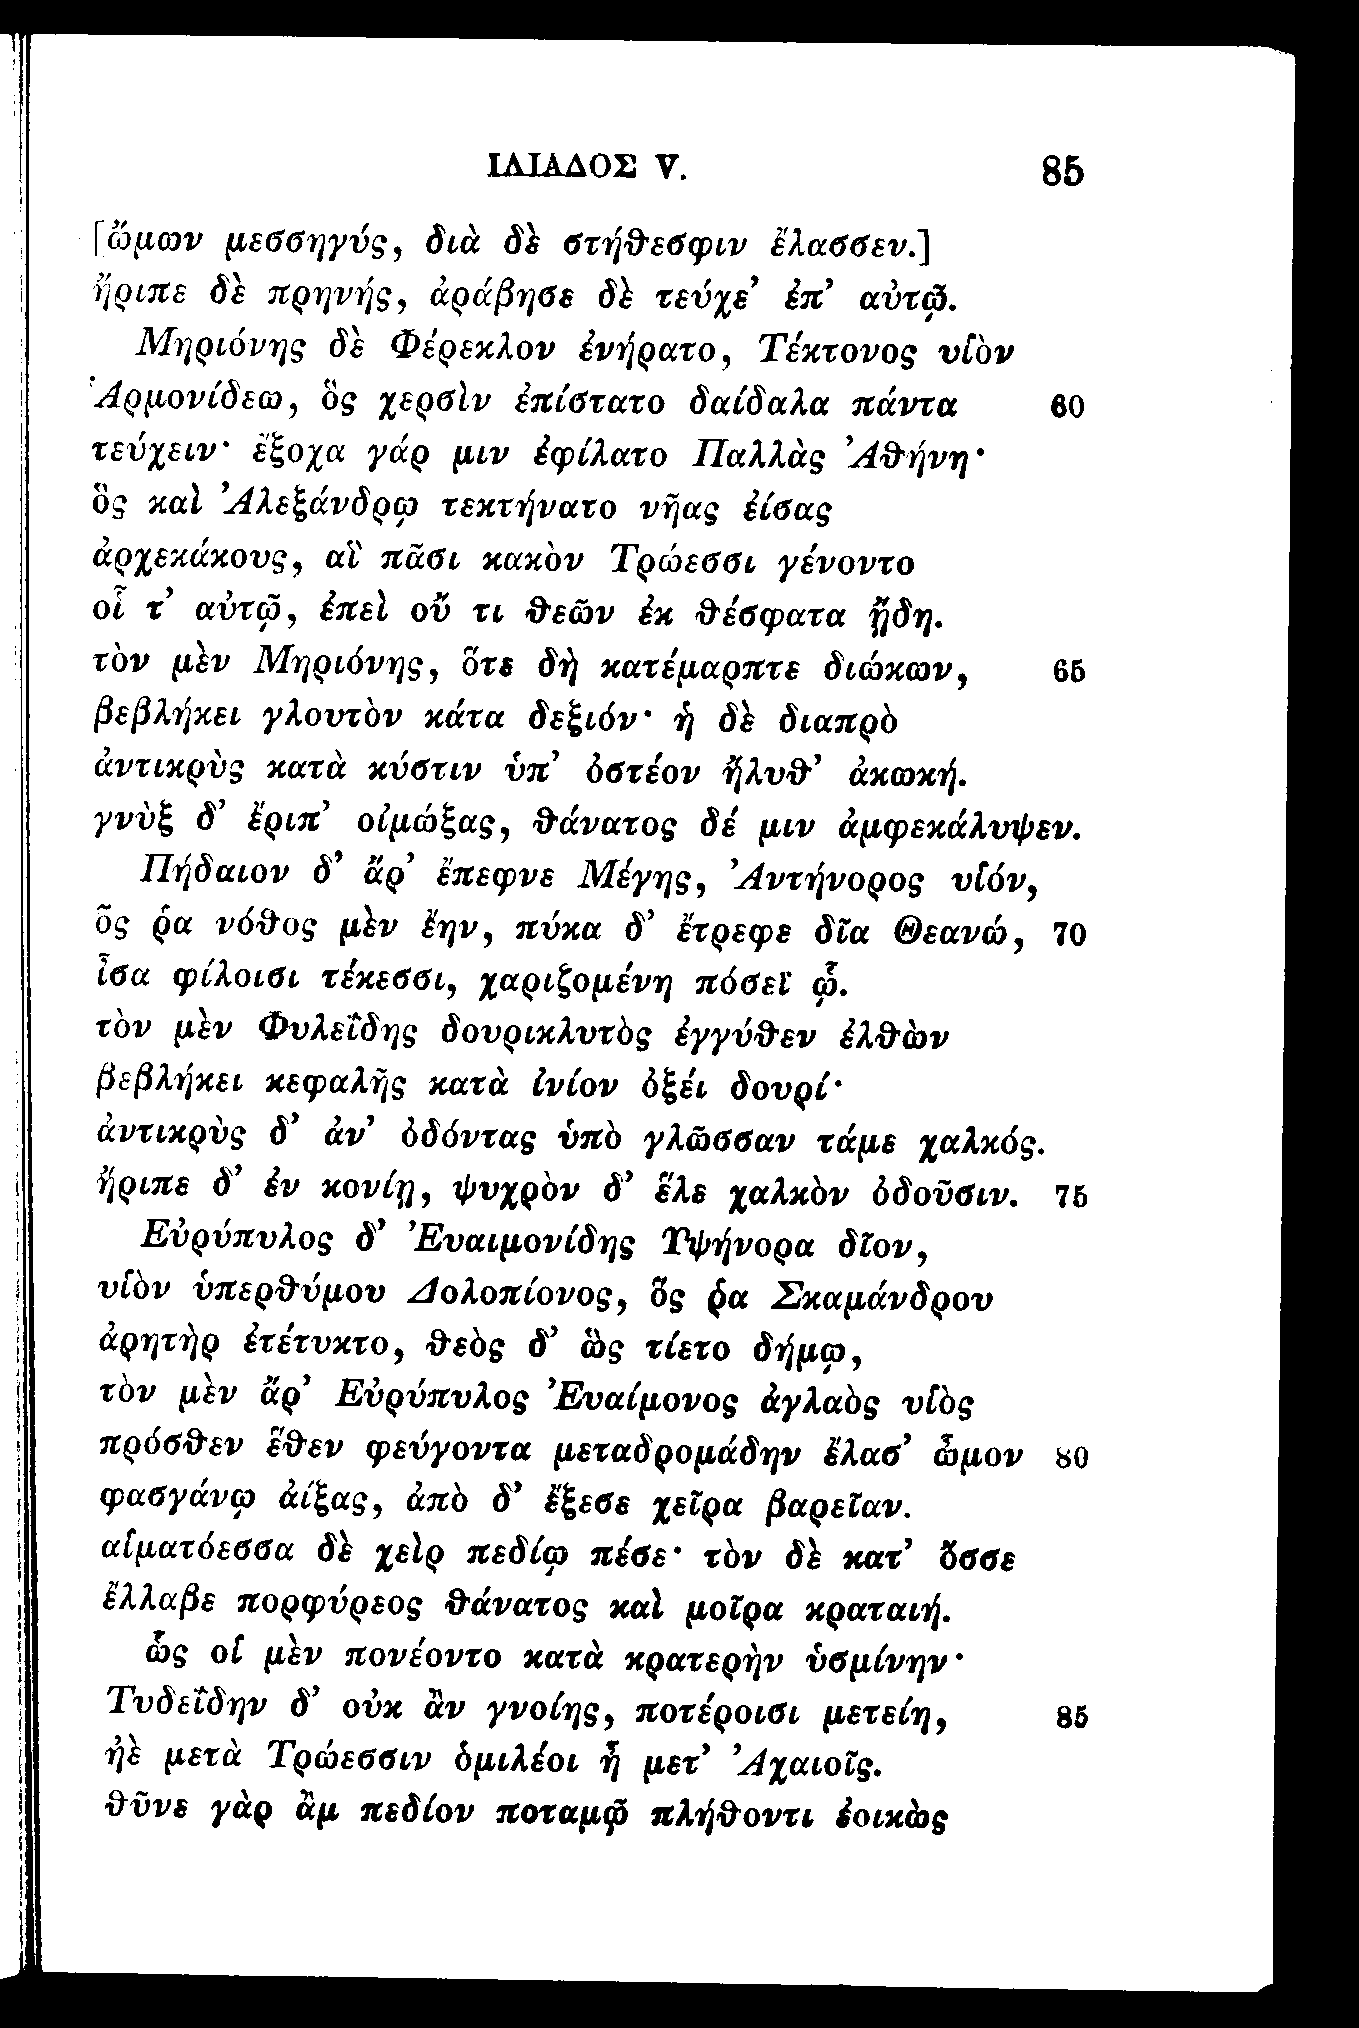 ΙΛΙΑΔΟΣ V. 85
[ὤμων μεσσηγύς, διὰ δὲ στήθεσφιν ἔλασσεν.]
ἤριπε δὲ πρηνής, ἀράβησε δὲ τεύχε’ ἐπ’ αὐτῷ.
Μηριόνης δὲ Φέρεκλον ἐνήρατο, Τέκτονος υἱὸν
Ἁρμονίδεω, ὃς χερσὶν ἐπίστατο δαίδαλα πάντα 60
τεύχειν· ἔξοχα γάρ μιν ἐφίλατο Παλλὰς Ἀθήνη·
ὃς καὶ Ἀλεξάνδρῳ τεκτήνατο νῆας ἐίσας
ἀρχεκάκους, αἳ πᾶσι κακὸν Τρώεσσι γένοντο
οἷ τ’ αὐτῷ, ἐπεὶ οὔ τι θεῶν ἐκ θέσφατα ᾔδη.
τὸν μὲν Μηριόνης, ὅτε δὴ κατέμαρπτε διώκων, 65
βεβλήκει γλουτὸν κάτα δεξιόν· ἡ δὲ διαπρὸ
ἀντικρὺς κατὰ κύστιν ὑπ’ ὀστέον ἤλυθ’ ἀκωκή.
γνὺξ δ’ ἔριπ’ οἰμώξας, θάνατος δέ μιν ἀμφεκάλυψεν.
Πήδαιον δ’ ἄρ’ ἔπεφνε Μέγης, Ἀντήνορος υἱόν,
ὅς ῥα νόθος μὲν ἔην, πύκα δ’ ἔτρεφε δῖα Θεανώ, 70
ἶσα φίλοισι τέκεσσι, χαριζομένη πόσεϊ ᾧ.
τὸν μὲν Φυλεΐδης δουρικλυτὸς ἐγγύθεν ἐλθὼν
βεβλήκει κεφαλῆς κατὰ ἰνίον ὀξέι δουρί·
ἀντικρὺς δ’ ἀν’ ὀδόντας ὑπὸ γλῶσσαν τάμε χαλκός.
ἤριπε δ’ ἐν κονίῃ, ψυχρὸν δ’ ἕλε χαλκὸν ὀδοῦσιν. 75
Εὐρύπυλος δ’ Ἐυαιμονίδης Ὑψήνορα δῖον,
υἱὸν ὑπερθύμου Δολοπίονος, ὅς ῥα Σκαμάνδρου
ἀρητὴρ ἐτέτυκτο, θεὸς δ’ ὣς τίετο δήμῳ,
τὸν μὲν ἄρ’ Εὐρύπυλος Ἐυαίμονος ἀγλαὸς υἱὸς
πρόσθεν ἕθεν φεύγοντα μεταδρομάδην ἔλασ’ ὦμον 80
φασγάνῳ ἀίξας, ἀπὸ δ’ ἔξεσε χεῖρα βαρεῖαν.
αἱματόεσσα δὲ χεὶρ πεδίῳ πέσε· τὸν δὲ κατ’ ὄσσε
ἔλλαβε πορφύρεος θάνατος καὶ μοῖρα κραταιή.
ὣς οἱ μὲν πονέοντο κατὰ κρατερὴν ὑσμίνην·
Τυδεΐδην δ’ οὐκ ἂν γνοίης, ποτέροισι μετείη, 85
ἠὲ μετὰ Τρώεσσιν ὁμιλέοι ἦ μετ’ Ἀχαιοῖς.
θῦνε γὰρ ἂμ πεδίον ποταμῷ πλήθοντι ἐοικὼς